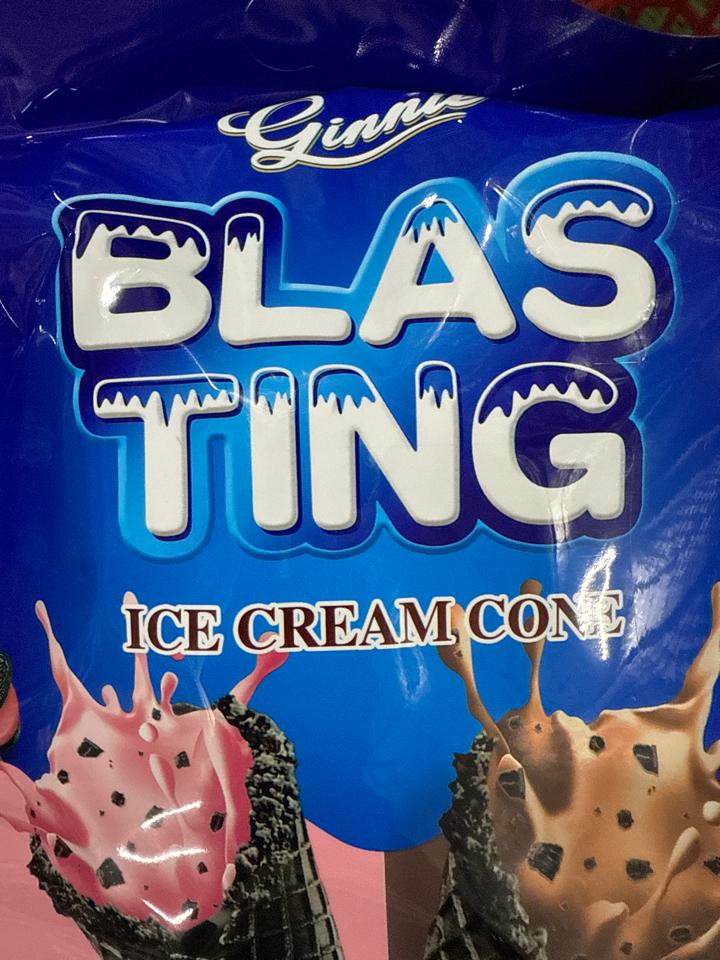 Ginnie
BLAS
TING
ICE CREAM CONE